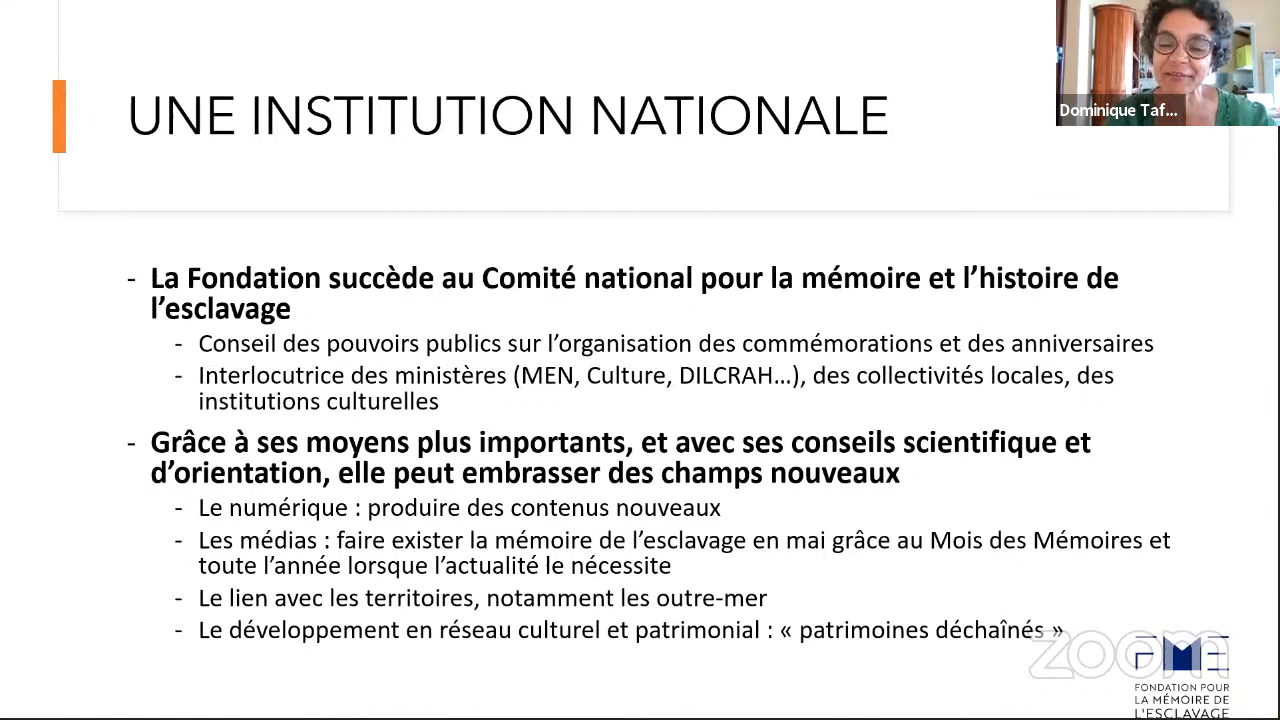 Dominique Taf...
UNE INSTITUTION NATIONALE
- La Fondation succède au Comité national pour la mémoire et l’histoire de
l’esclavage
- Conseil des pouvoirs publics sur l’organisation des commémorations et des anniversaires
- Interlocutrice des ministères (MEN, Culture, DILCRAH…), des collectivités locales, des
institutions culturelles
- Grâce à ses moyens plus importants, et avec ses conseils scientifique et
d’orientation, elle peut embrasser des champs nouveaux
- Le numérique : produire des contenus nouveaux
- Les médias : faire exister la mémoire de l’esclavage en mai grâce au Mois des Mémoires et
toute l’année lorsque l’actualité le nécessite
- Le lien avec les territoires, notamment les outre-mer
- Le développement en réseau culturel et patrimonial : « patrimoines déchaînés »
zoom
FME
FONDATION POUR
LA MÉMOIRE DE
L'ESCLAVAGE